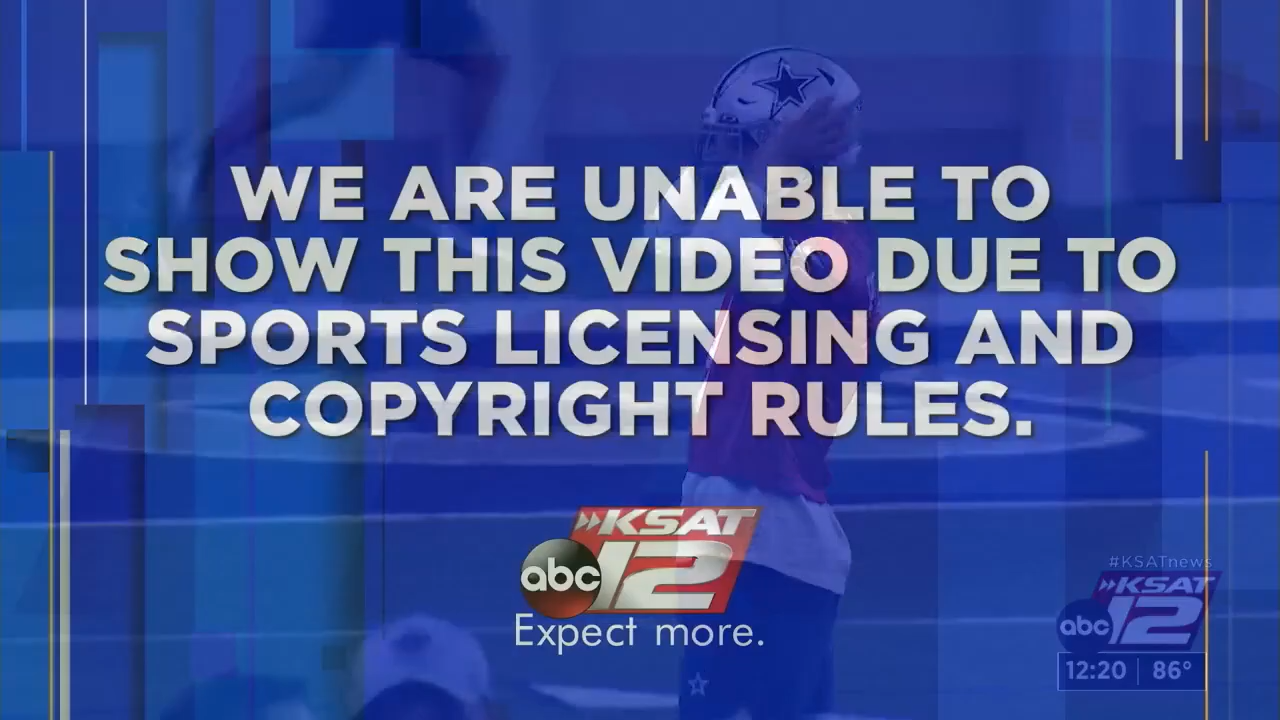 WE ARE UNABLE TO
SHOW THIS VIDEO DUE TO
SPORTS LICENSING AND
COPYRIGHT RULES.
KSAT
abc 12
Expect more.
#KSATnews
KSAT
abc 12
12:20 86°